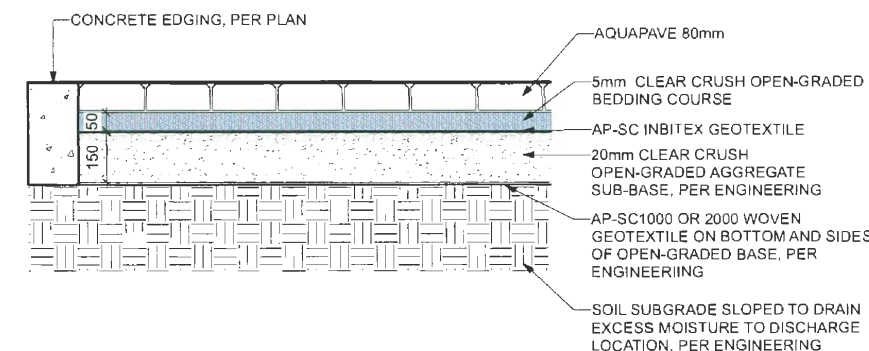 CONCRETE EDGING, PER PLAN
AQUAPAVE 80mm
5mm CLEAR CRUSH OPEN-GRADED
BEDDING COURSE
AP-SC INBITEX GEOTEXTILE
20mm CLEAR CRUSH
OPEN-GRADED AGGREGATE
SUB-BASE, PER ENGINEERING
AP-SC1000 OR 2000 WOVEN
GEOTEXTILE ON BOTTOM AND SIDES
OF OPEN-GRADED BASE, PER
ENGINEERIING
SOIL SUBGRADE SLOPED TO DRAIN
EXCESS MOISTURE TO DISCHARGE
LOCATION, PER ENGINEERING
50
150